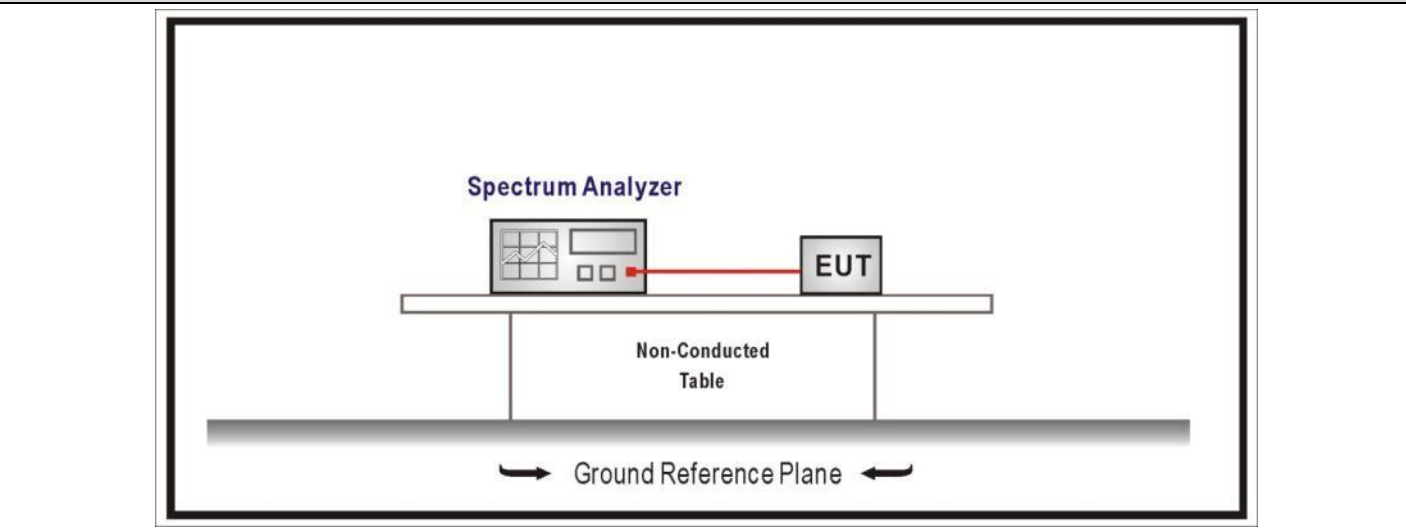 Spectrum Analyzer
EUT
Non-Conducted
Table
Ground Reference Plane